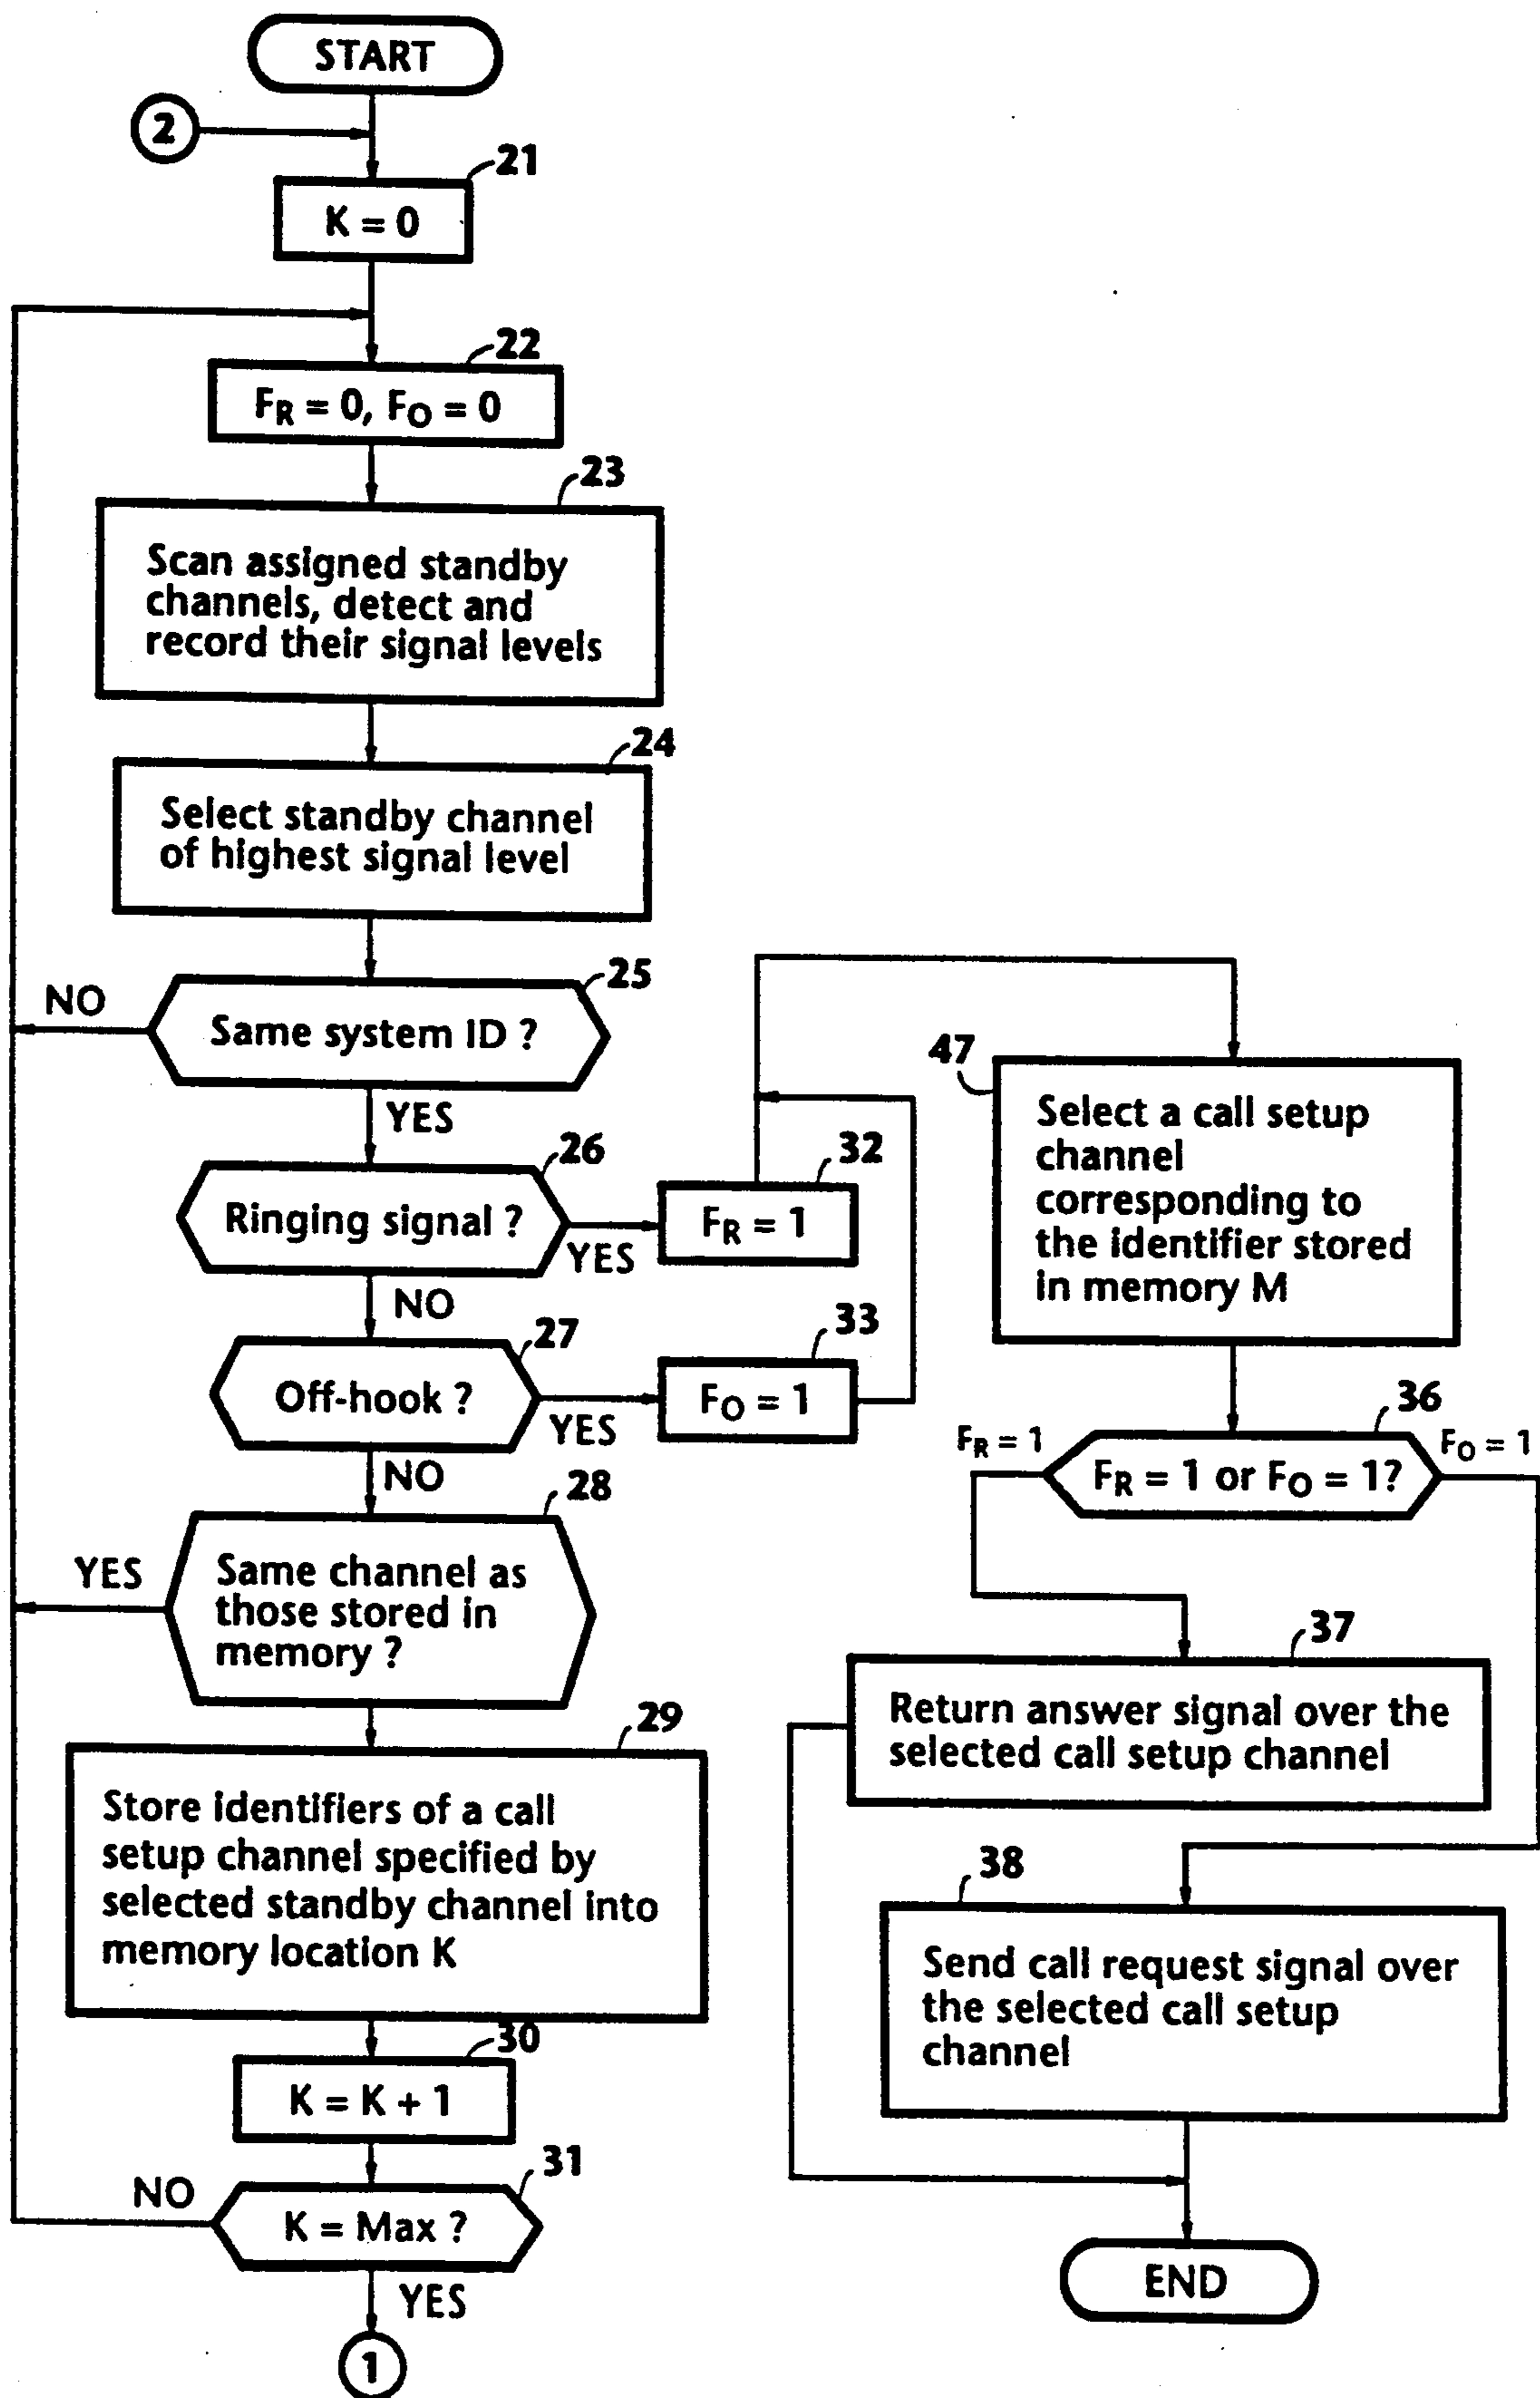 START
2
21
K = 0
22
FR = 0, FO = 0
23
Scan assigned standby
channels, detect and
record their signal levels
24
Select standby channel
of highest signal level
25
NO
Same system ID ?
YES
26
Ringing signal ?
YES
32
FR = 1
NO
27
Off-hook ?
YES
33
FO = 1
NO
28
YES
Same channel as
those stored in
memory ?
29
Store identifiers of a call
setup channel specified by
selected standby channel into
memory location K
30
K = K + 1
31
NO
K = Max ?
YES
1
47
Select a call setup
channel
corresponding to
the identifier stored
in memory M
36
FR = 1
FR = 1 or FO = 1?
FO = 1
37
Return answer signal over the
selected call setup channel
38
Send call request signal over
the selected call setup
channel
END